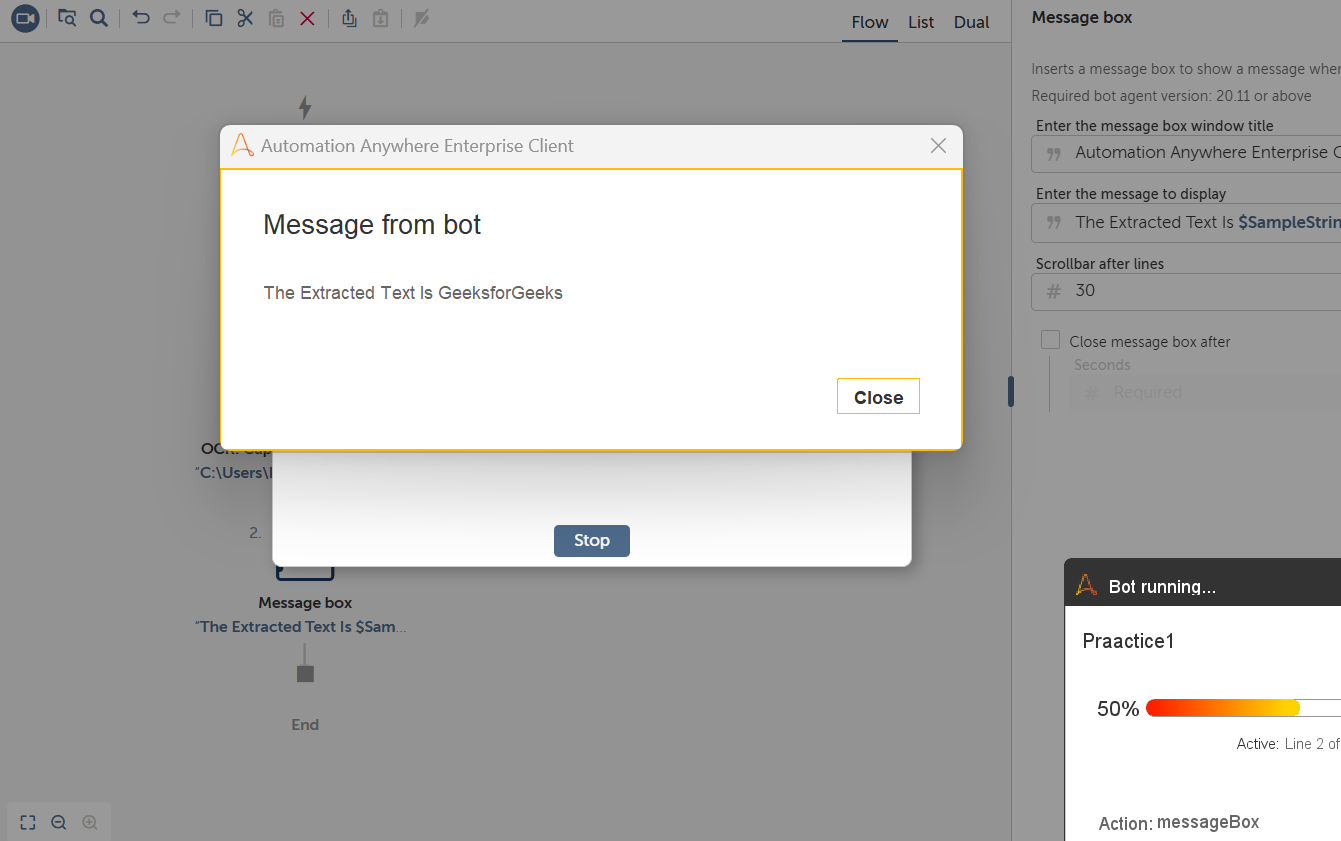 Flow List Dual
Automation Anywhere Enterprise Client
Message from bot
The Extracted Text Is GeeksforGeeks
Close
"C:\Users\
2.
Stop
Message box
"The Extracted Text Is $Sam...
End
Message box
Inserts a message box to show a message when
Required bot agent version: 20.11 or above
Enter the message box window title
Automation Anywhere Enterprise C
Enter the message to display
The Extracted Text Is $SampleStrin
Scrollbar after lines
# 30
Close message box after
Seconds
# Required
Bot running...
Praactice1
50%
Active: Line 2 of
Action: messageBox